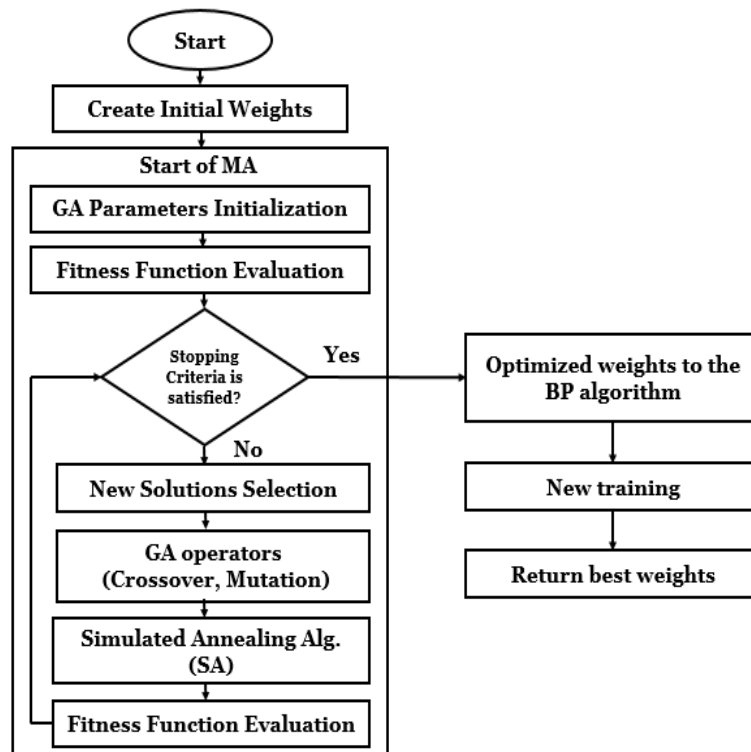 Start
Create Initial Weights
Start of MA
GA Parameters Initialization
Fitness Function Evaluation
Stopping
Criteria is
satisfied?
Yes
No
New Solutions Selection
GA operators
(Crossover, Mutation)
Simulated Annealing Alg.
(SA)
Fitness Function Evaluation
Optimized weights to the
BP algorithm
New training
Return best weights